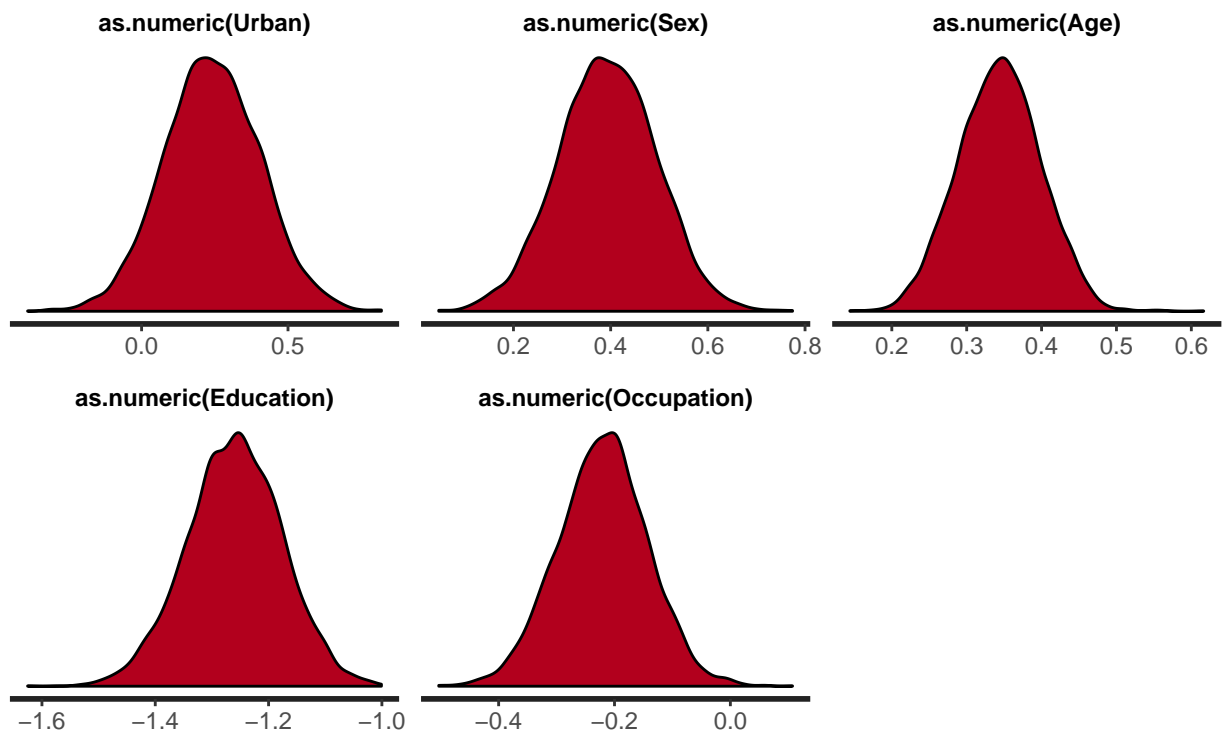 as.numeric(Urban) as.numeric(Sex) as.numeric(Age)
0.0 0.5 0.2 0.4 0.6 0.8 0.2 0.3 0.4 0.5 0.6
as.numeric(Education) as.numeric(Occupation)
−1.6 −1.4 −1.2 −1.0 −0.4 −0.2 0.0